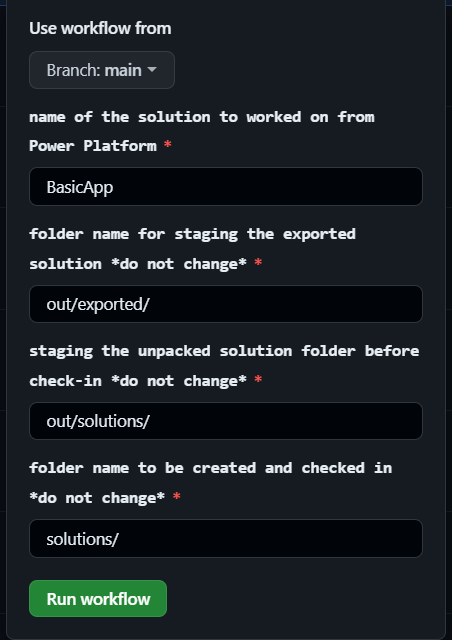 Use workflow from
Branch: main
name of the solution to worked on from
Power Platform *
BasicApp
folder name for staging the exported
solution *do not change* *
out/exported/
staging the unpacked solution folder before
check-in *do not change* *
out/solutions/
folder name to be created and checked in
*do not change* *
solutions/
Run workflow